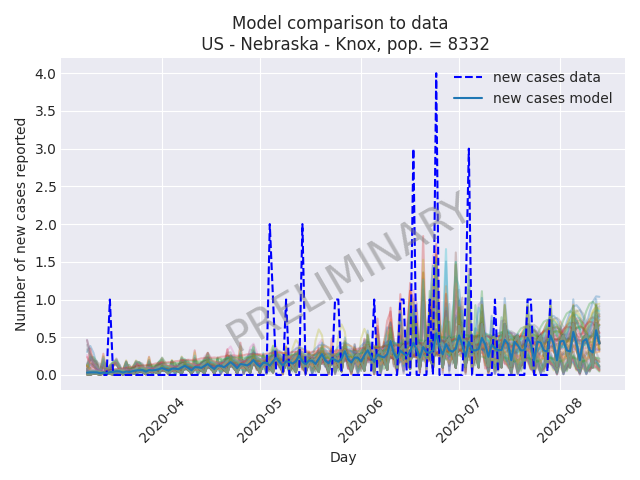 Model comparison to data
US - Nebraska - Knox, pop. = 8332
new cases data
new cases model
PRELIMINARY
Number of new cases reported
4.0
3.5
3.0
2.5
2.0
1.5
1.0
0.5
0.0
2020-04
2020-05
2020-06
2020-07
2020-08
Day